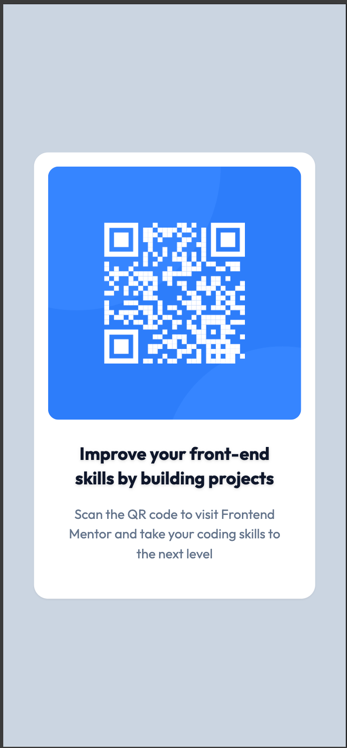 Improve your front-end
skills by building projects
Scan the QR code to visit Frontend
Mentor and take your coding skills to
the next level